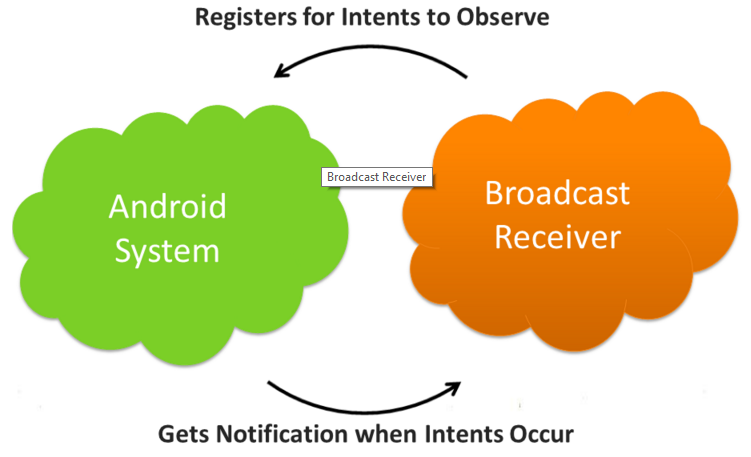 Registers for Intents to Observe
Android
System
Broadcast Receiver
Broadcast
Receiver
Gets Notification when Intents Occur